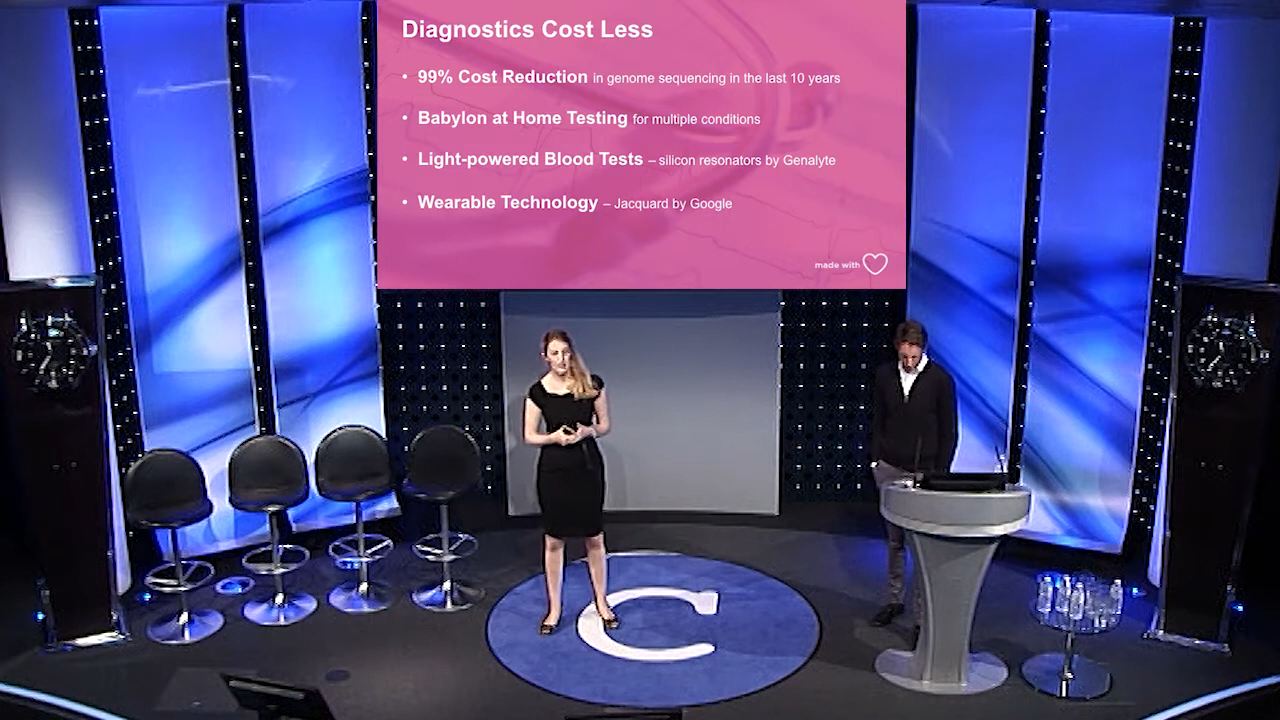 Diagnostics Cost Less
• 99% Cost Reduction in genome sequencing in the last 10 years
• Babylon at Home Testing for multiple conditions
• Light-powered Blood Tests – silicon resonators by Genalyte
• Wearable Technology – Jacquard by Google
made with
C